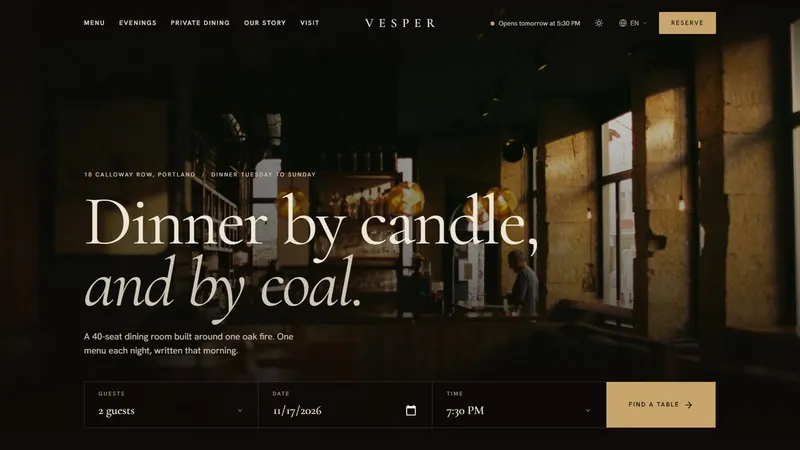 MENU EVENINGS PRIVATE DINING OUR STORY VISIT VESPER Opens tomorrow at 5:30 PM EN RESERVE
18 CALLOWAY ROW, PORTLAND / DINNER TUESDAY TO SUNDAY
Dinner by candle,
and by coal.
A 40-seat dining room built around one oak fire. One
menu each night, written that morning.
GUESTS DATE TIME
2 guests 11/17/2026 7:30 PM FIND A TABLE